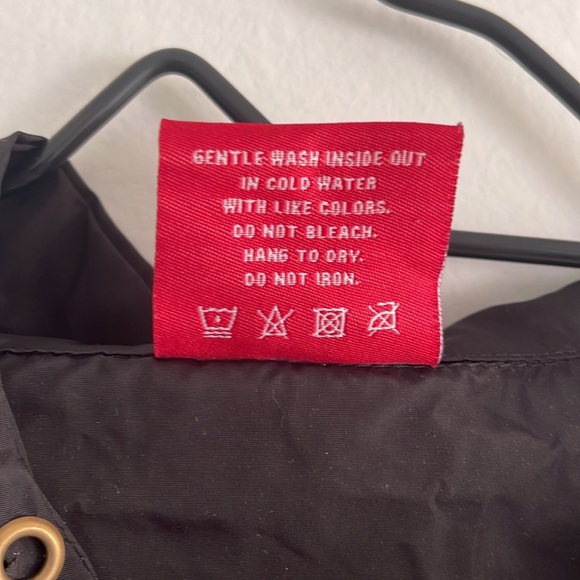 GENTLE WASH INSIDE OUT
IN COLD WATER
WITH LIKE COLORS.
DO NOT BLEACH.
HANG TO DRY.
DO NOT IRON.